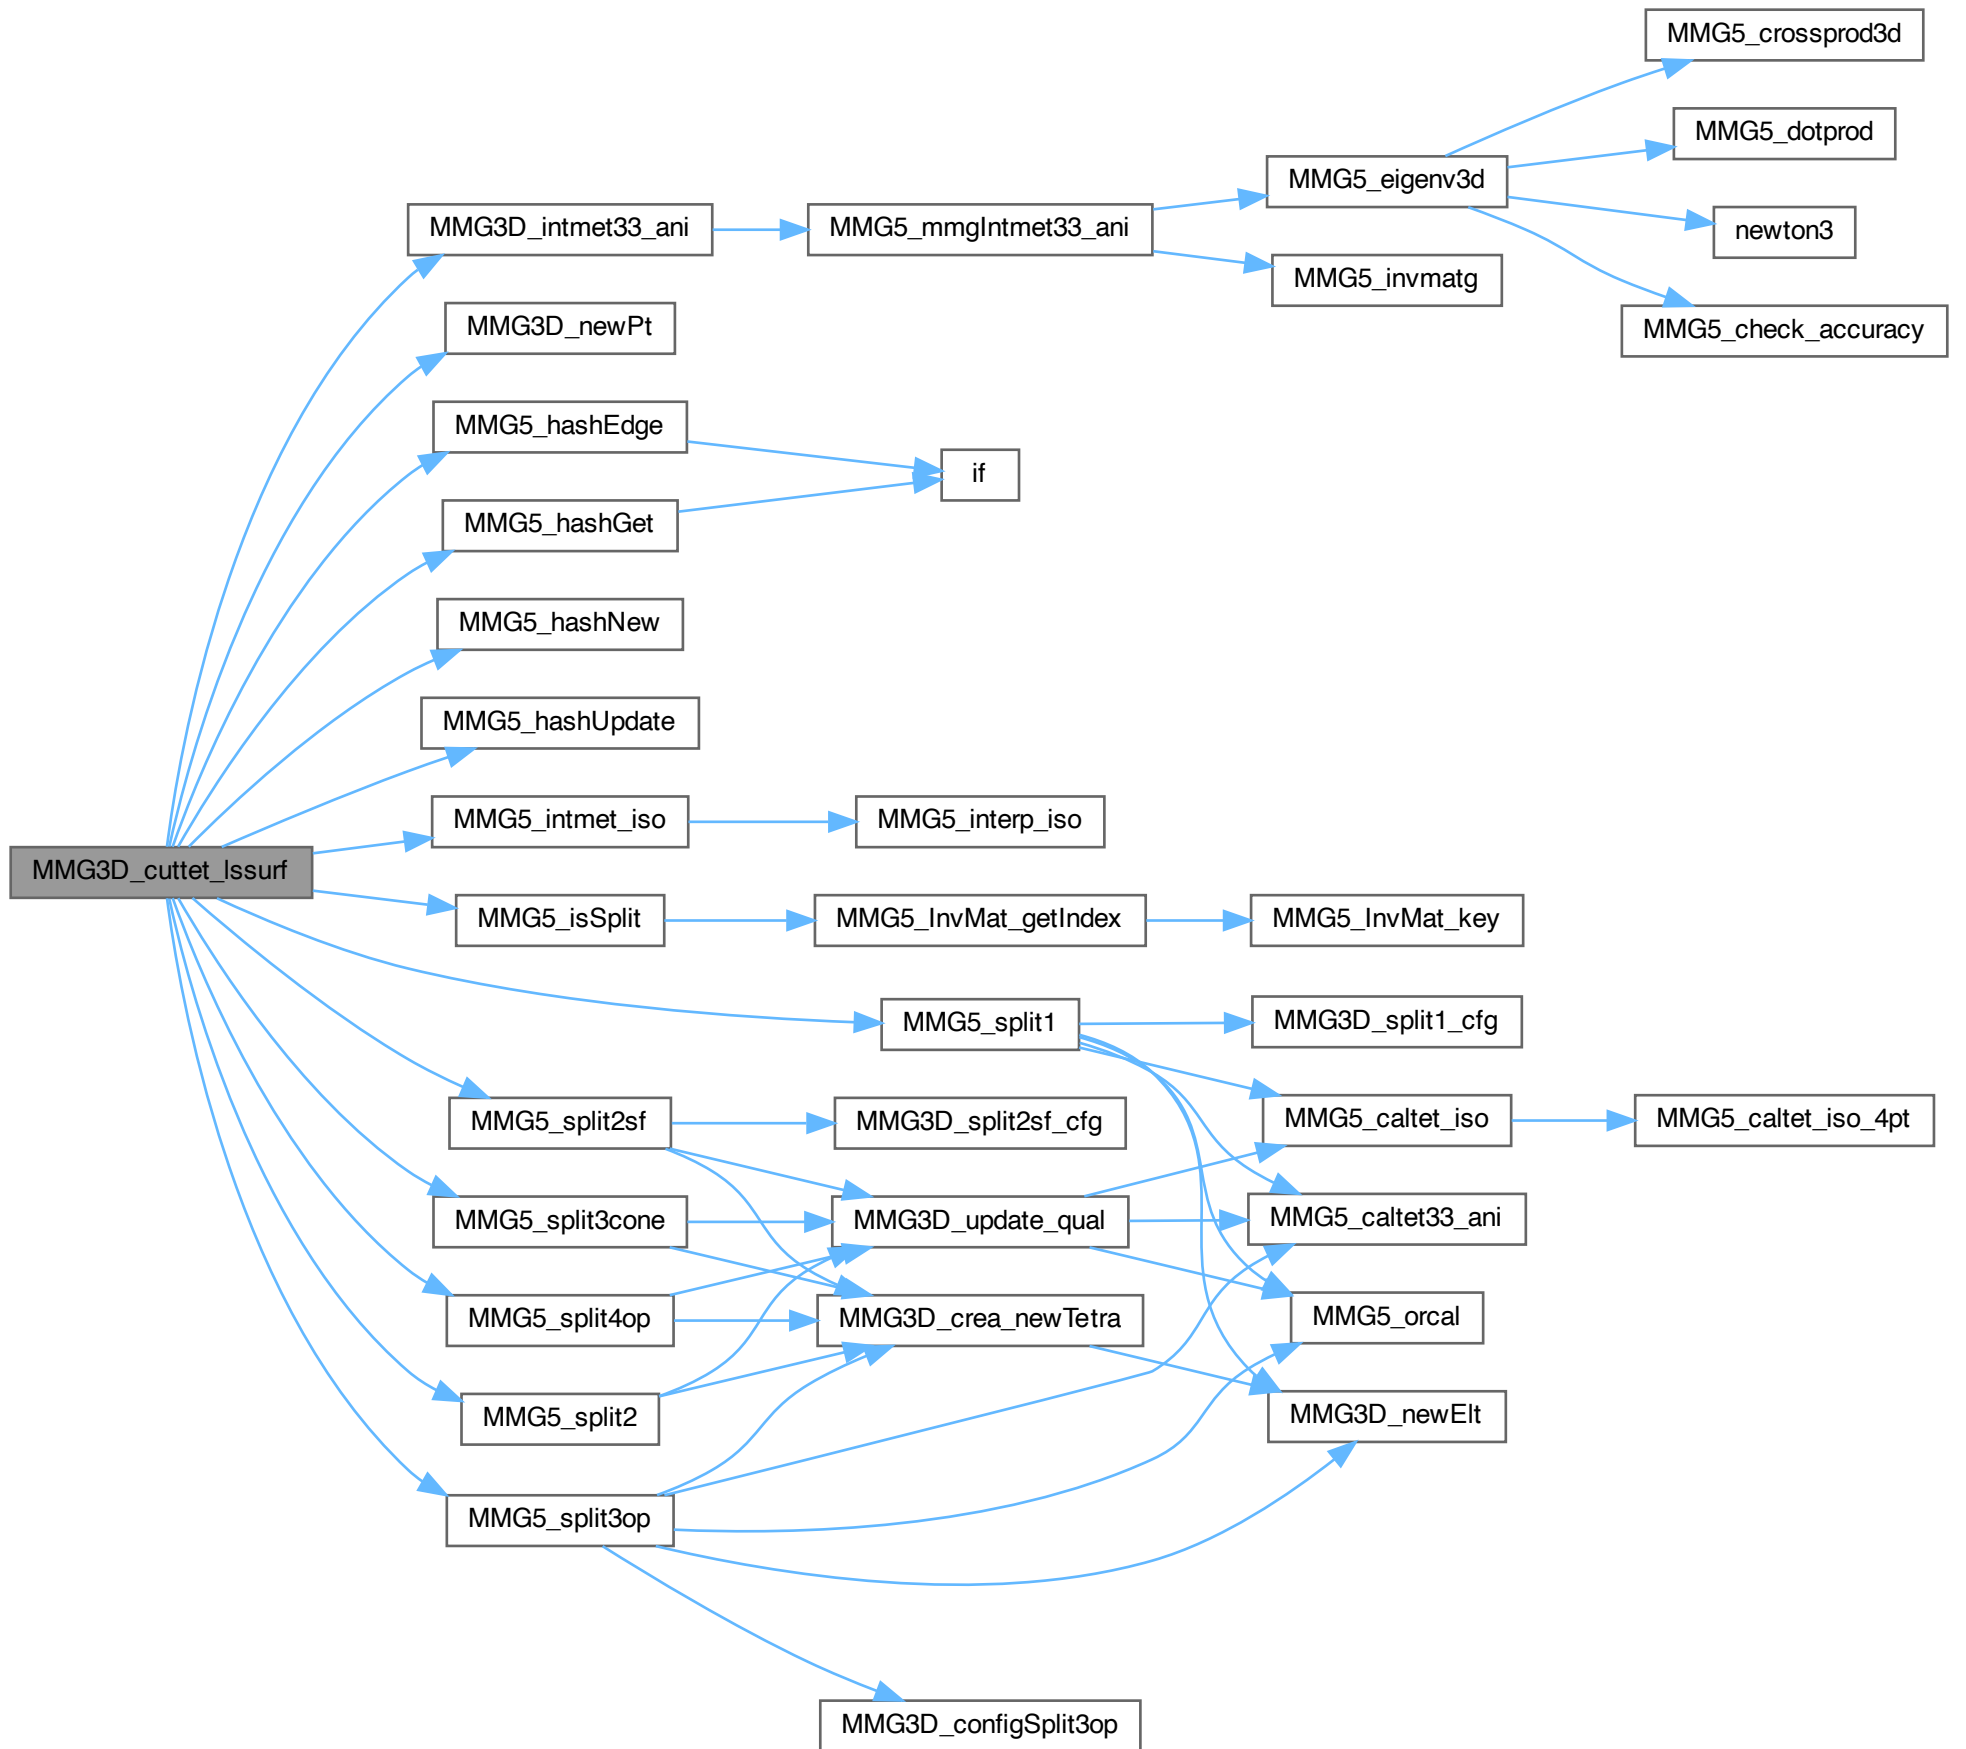 MMG5_crossprod3d
MMG5_dotprod
MMG5_eigenv3d
MMG3D_intmet33_ani
MMG5_mmgIntmet33_ani
newton3
MMG5_invmatg
MMG3D_newPt
MMG5_check_accuracy
MMG5_hashEdge
if
MMG5_hashGet
MMG5_hashNew
MMG5_hashUpdate
MMG5_intmet_iso
MMG5_interp_iso
MMG3D_cuttet_lssurf
MMG5_isSplit
MMG5_InvMat_getIndex
MMG5_InvMat_key
MMG5_split1
MMG3D_split1_cfg
MMG5_split2sf
MMG3D_split2sf_cfg
MMG5_caltet_iso
MMG5_caltet_iso_4pt
MMG5_split3cone
MMG3D_update_qual
MMG5_caltet33_ani
MMG5_split4op
MMG3D_crea_newTetra
MMG5_orcal
MMG5_split2
MMG3D_newElt
MMG5_split3op
MMG3D_configSplit3op